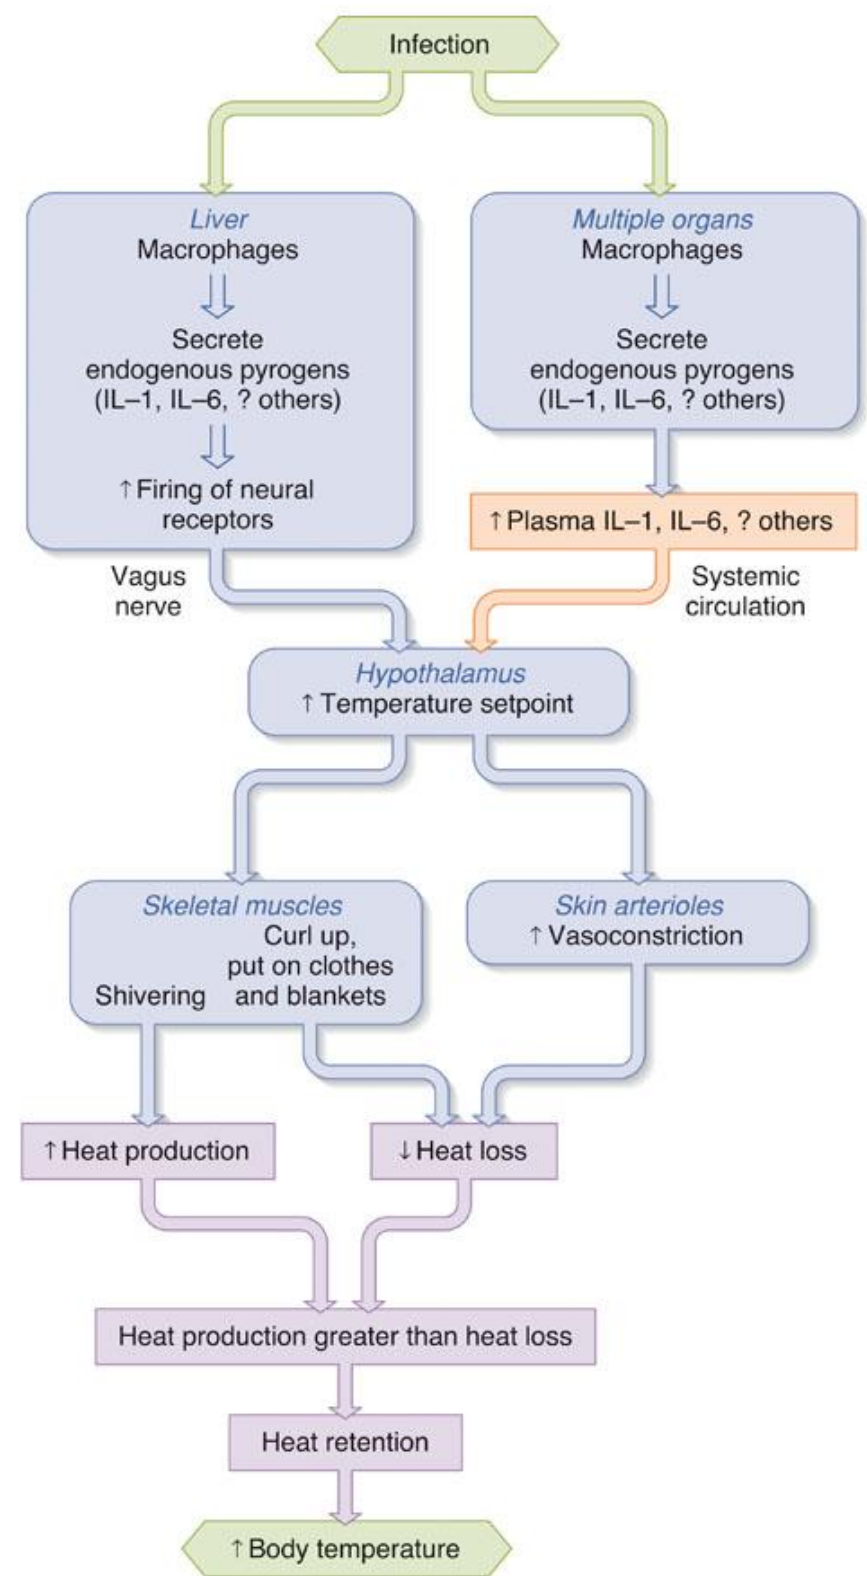 Infection
Liver
Macrophages
Secrete
endogenous pyrogens
(IL–1, IL–6, ? others)
↑ Firing of neural
receptors
Multiple organs
Macrophages
Secrete
endogenous pyrogens
(IL–1, IL–6, ? others)
↑ Plasma IL–1, IL–6, ? others
Vagus
nerve
Systemic
circulation
Hypothalamus
↑ Temperature setpoint
Skeletal muscles
Shivering
Curl up,
put on clothes
and blankets
Skin arterioles
↑ Vasoconstriction
↑ Heat production
↓ Heat loss
Heat production greater than heat loss
Heat retention
↑ Body temperature